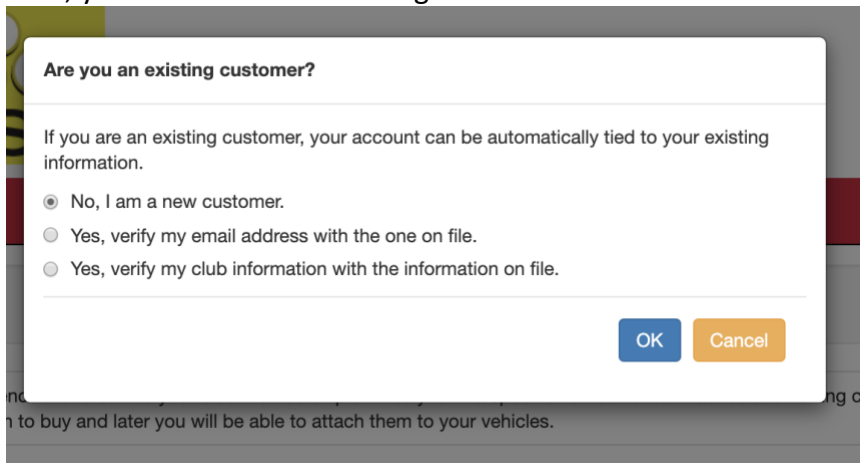 Are you an existing customer?
If you are an existing customer, your account can be automatically tied to your existing
information.
No, I am a new customer.
Yes, verify my email address with the one on file.
Yes, verify my club information with the information on file.
OK Cancel
to buy and later you will be able to attach them to your vehicles.